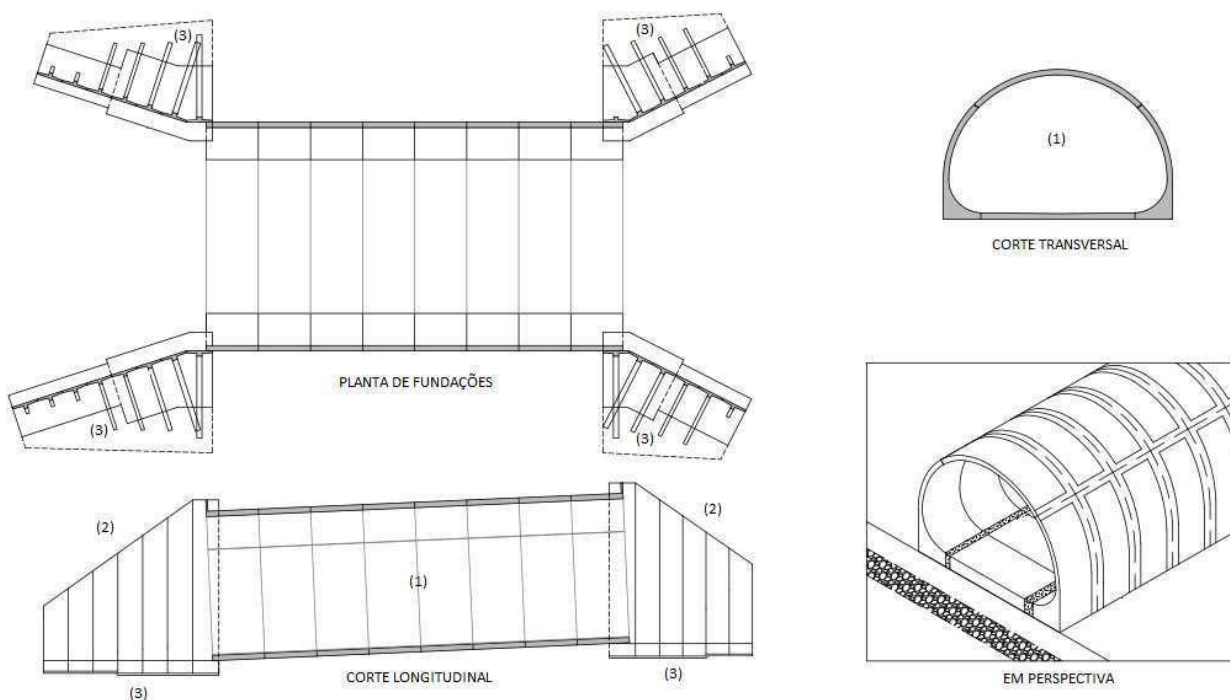 (3)
(3)
(1)
CORTE TRANSVERSAL
PLANTA DE FUNDAÇÕES
(3)
(3)
(2)
(2)
(1)
CORTE LONGITUDINAL
(3)
(3)
EM PERSPECTIVA